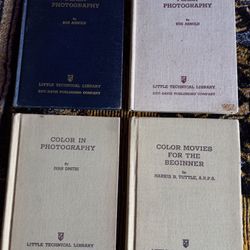 PHOTOGRAPHY
By
RUS ARNOLD
LITTLE TECHNICAL LIBRARY
ZIFF-DAVIS PUBLISHING COMPANY
PHOTOGRAPHY
By
RUS ARNOLD
LITTLE TECHNICAL LIBRARY
ZIFF-DAVIS PUBLISHING COMPANY
COLOR IN
PHOTOGRAPHY
By
IVAN DMITRI
LITTLE TECHNICAL LIBRARY
COLOR MOVIES
FOR THE
BEGINNER
By
HARRIS B. TUTTLE, A.R.P.S.
LITTLE TECHNICAL LIBRARY